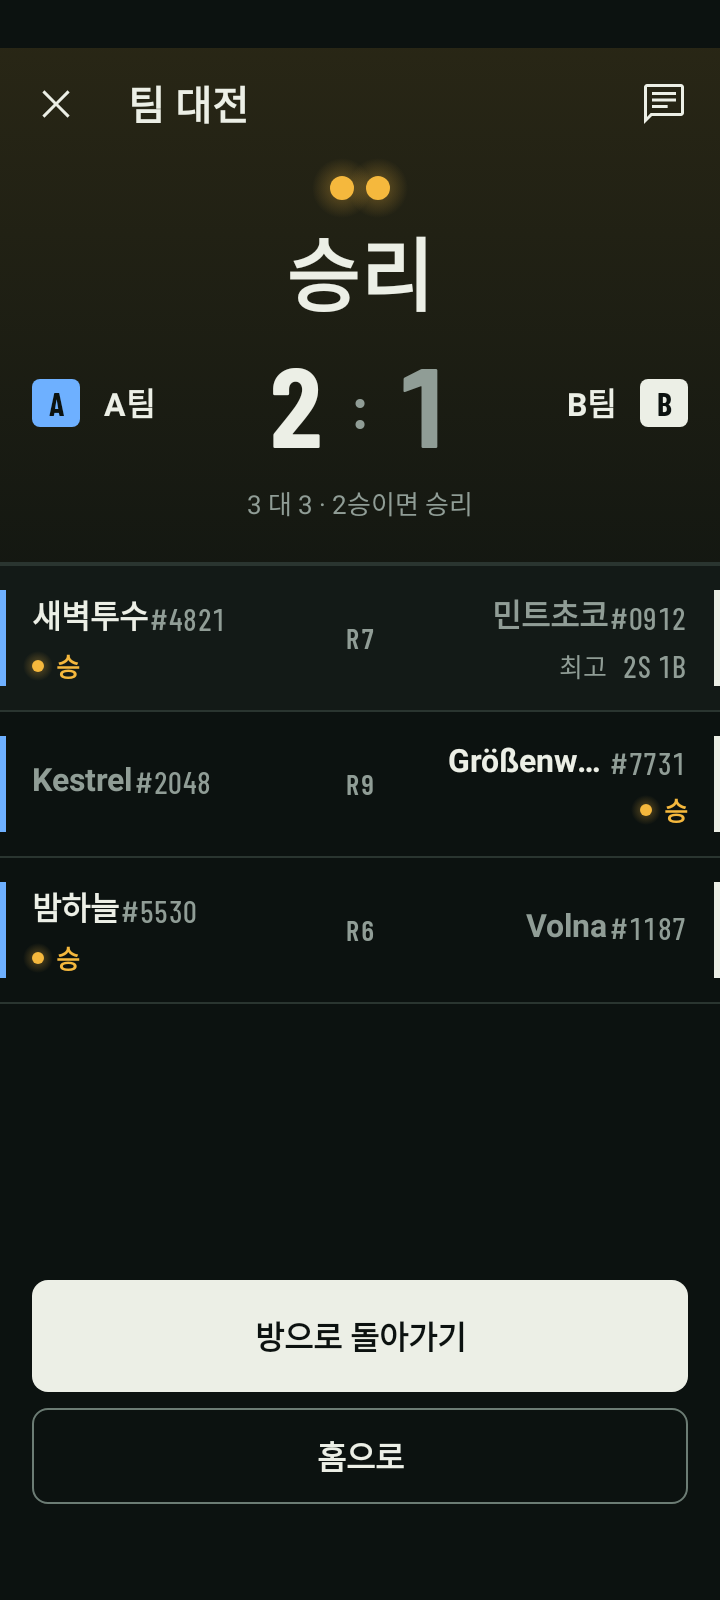 팀 대전
승리
A A팀 2 : 1 B팀 B
3 대 3 · 2승이면 승리
새벽투수#4821 R7 민트초코#0912
승 최고 2S 1B
Kestrel#2048 R9 Größenw... #7731
승
밤하늘#5530 R6 Volna#1187
승
방으로 돌아가기
홈으로